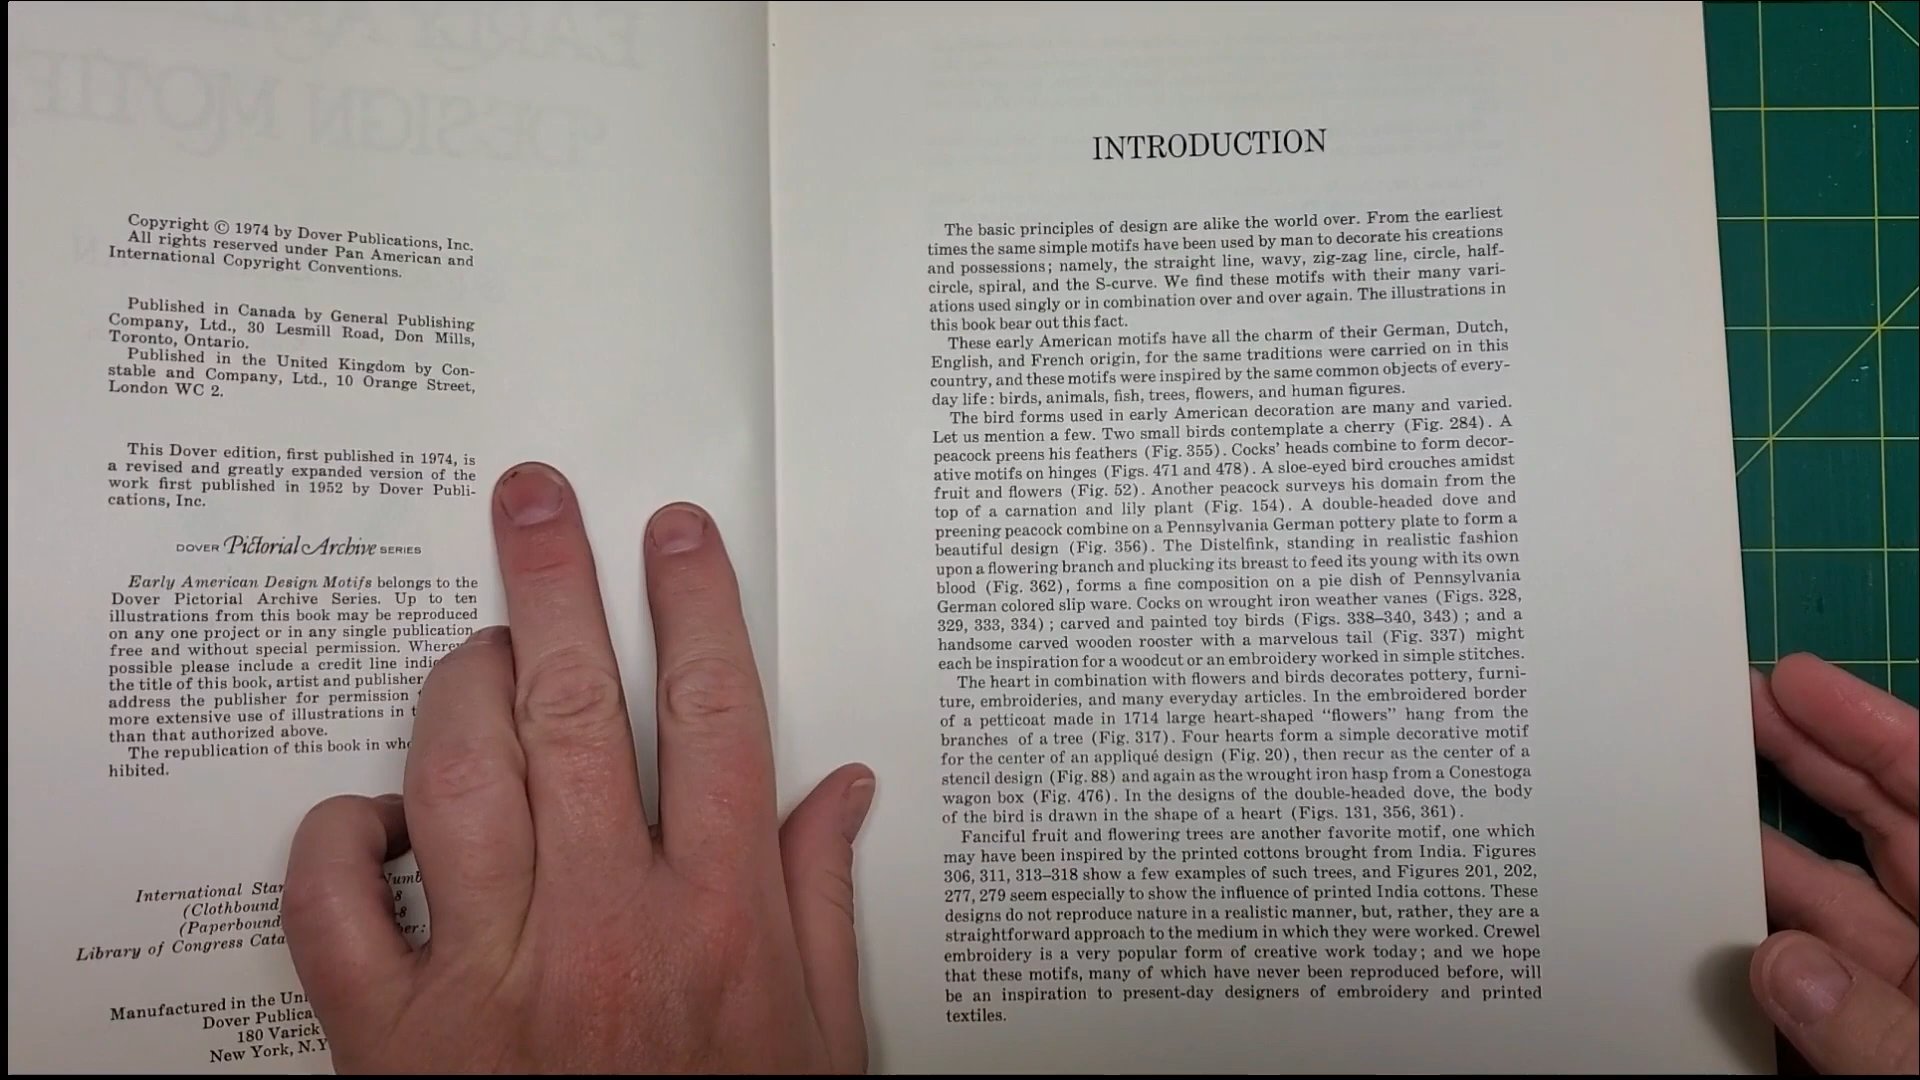 Copyright © 1974 by Dover Publications, Inc.
All rights reserved under Pan American and
International Copyright Conventions.
Published in Canada by General Publishing
Company, Ltd., 30 Lesmill Road, Don Mills,
Toronto, Ontario.
Published in the United Kingdom by Con-
stable and Company, Ltd., 10 Orange Street,
London WC 2.
This Dover edition, first published in 1974, is
a revised and greatly expanded version of the
work first published in 1952 by Dover Publi-
cations, Inc.
DOVER Pictorial Archive SERIES
Early American Design Motifs belongs to the
Dover Pictorial Archive Series. Up to ten
illustrations from this book may be reproduced
on any one project or in any single publication
free and without special permission.
possible please include a credit line
the title of this book, artist and publisher
address the publisher for permission
more extensive use of illustrations in
than that authorized above.
The republication of this book in
hibited.
International
(Clothbound
(Paperbound
Library of Congress
Manufactured in the
Dover
180 Varick
New York, N.Y
INTRODUCTION
The basic principles of design are alike the world over. From the earliest
times the same simple motifs have been used by man to decorate his creations
and possessions; namely, the straight line, wavy, zig-zag line, circle, half-
circle, spiral, and the S-curve. We find these motifs with their many vari-
ations used singly or in combination over and over again. The illustrations in
this book bear out this fact.
These early American motifs have all the charm of their German, Dutch,
English, and French origin, for the same traditions were carried on in this
country, and these motifs were inspired by the same common objects of every-
day life: birds, animals, fish, trees, flowers, and human figures.
The bird forms used in early American decoration are many and varied.
Let us mention a few. Two small birds contemplate a cherry (Fig. 284). A
peacock preens his feathers (Fig. 355). Cocks' heads combine to form decor-
ative motifs on hinges (Figs. 471 and 478). A sloe-eyed bird crouches amidst
fruit and flowers (Fig. 52). Another peacock surveys his domain from the
top of a carnation and lily plant (Fig. 154). A double-headed dove and
preening peacock combine on a Pennsylvania German pottery plate to form a
beautiful design (Fig. 356). The Distelfink, standing in realistic fashion
upon a flowering branch and plucking its breast to feed its young with its own
blood (Fig. 362), forms a fine composition on a pie dish of Pennsylvania
German colored slip ware. Cocks on wrought iron weather vanes (Figs. 328,
329, 333, 334); carved and painted toy birds (Figs. 338–340, 343); and a
handsome carved wooden rooster with a marvelous tail (Fig. 337) might
each be inspiration for a woodcut or an embroidery worked in simple stitches.
The heart in combination with flowers and birds decorates pottery, furni-
ture, embroideries, and many everyday articles. In the embroidered border
of a petticoat made in 1714 large heart-shaped "flowers" hang from the
branches of a tree (Fig. 317). Four hearts form a simple decorative motif
for the center of an appliqué design (Fig. 20), then recur as the center of a
stencil design (Fig. 88) and again as the wrought iron hasp from a Conestoga
wagon box (Fig. 476). In the designs of the double-headed dove, the body
of the bird is drawn in the shape of a heart (Figs. 131, 356, 361).
Fanciful fruit and flowering trees are another favorite motif, one which
may have been inspired by the printed cottons brought from India. Figures
306, 311, 313–318 show a few examples of such trees, and Figures 201, 202,
277, 279 seem especially to show the influence of printed India cottons. These
designs do not reproduce nature in a realistic manner, but, rather, they are a
straightforward approach to the medium in which they were worked. Crewel
embroidery is a very popular form of creative work today; and we hope
that these motifs, many of which have never been reproduced before, will
be an inspiration to present-day designers of embroidery and printed
textiles.